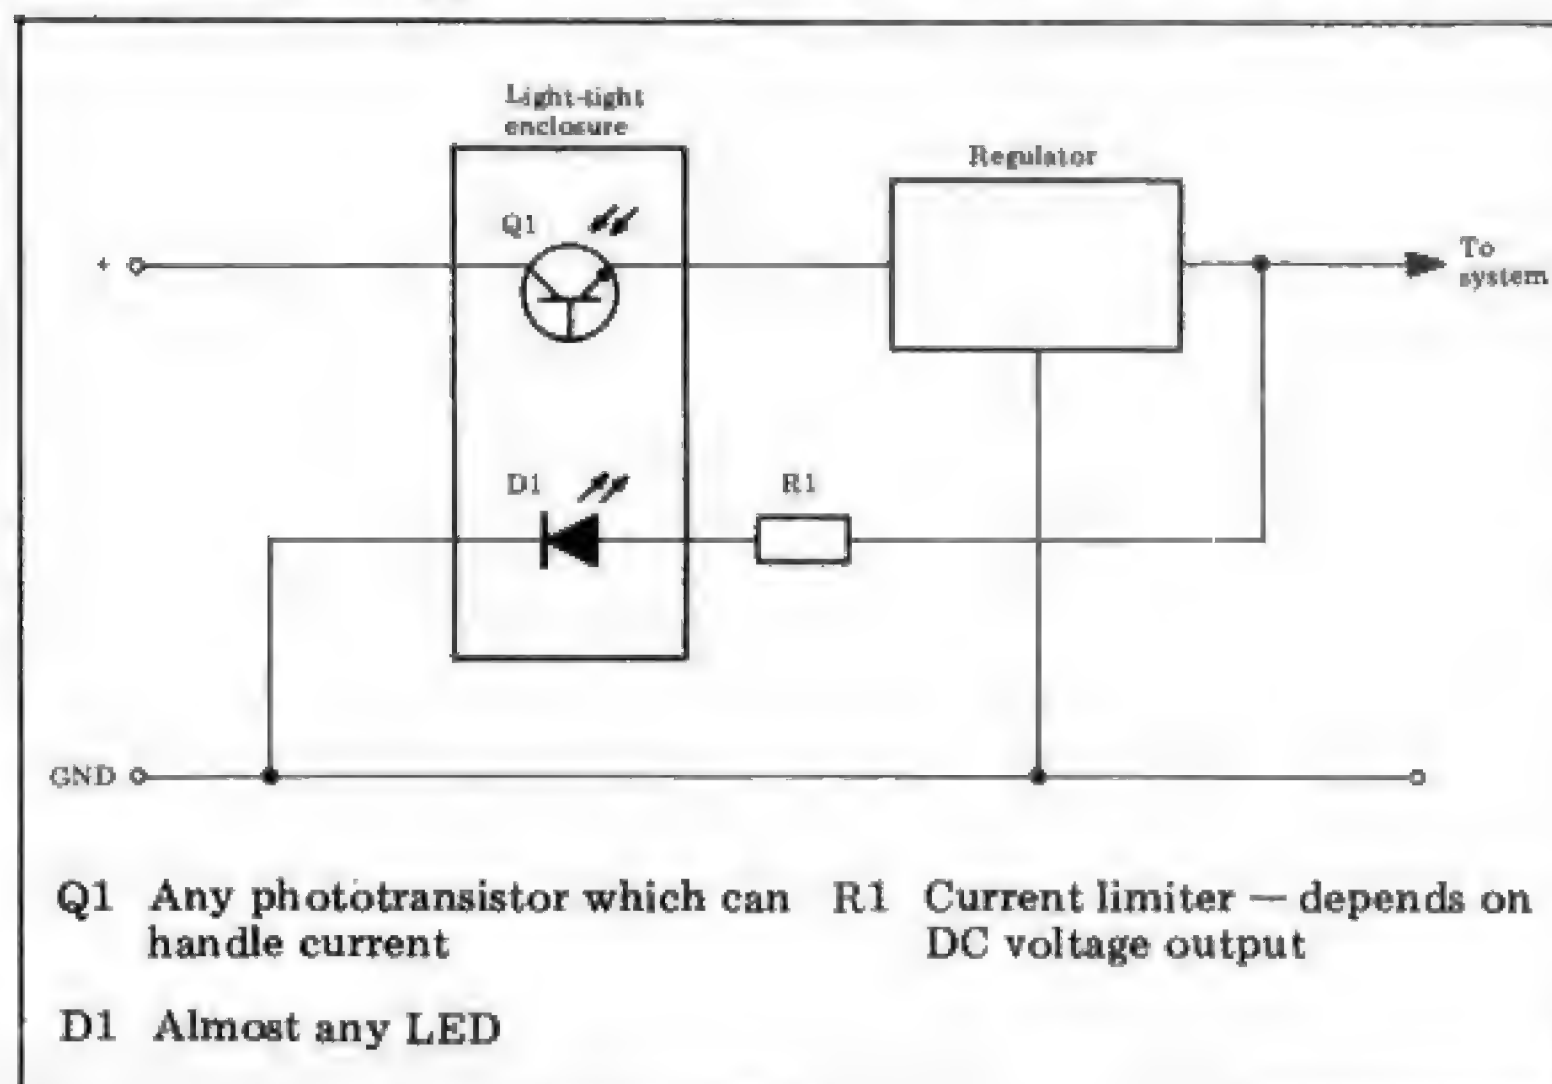 Light-tight
enclosure
Regulator
Q1
+
To
system
D1
R1
GND
Q1 Any phototransistor which can
handle current
R1 Current limiter — depends on
DC voltage output
D1 Almost any LED